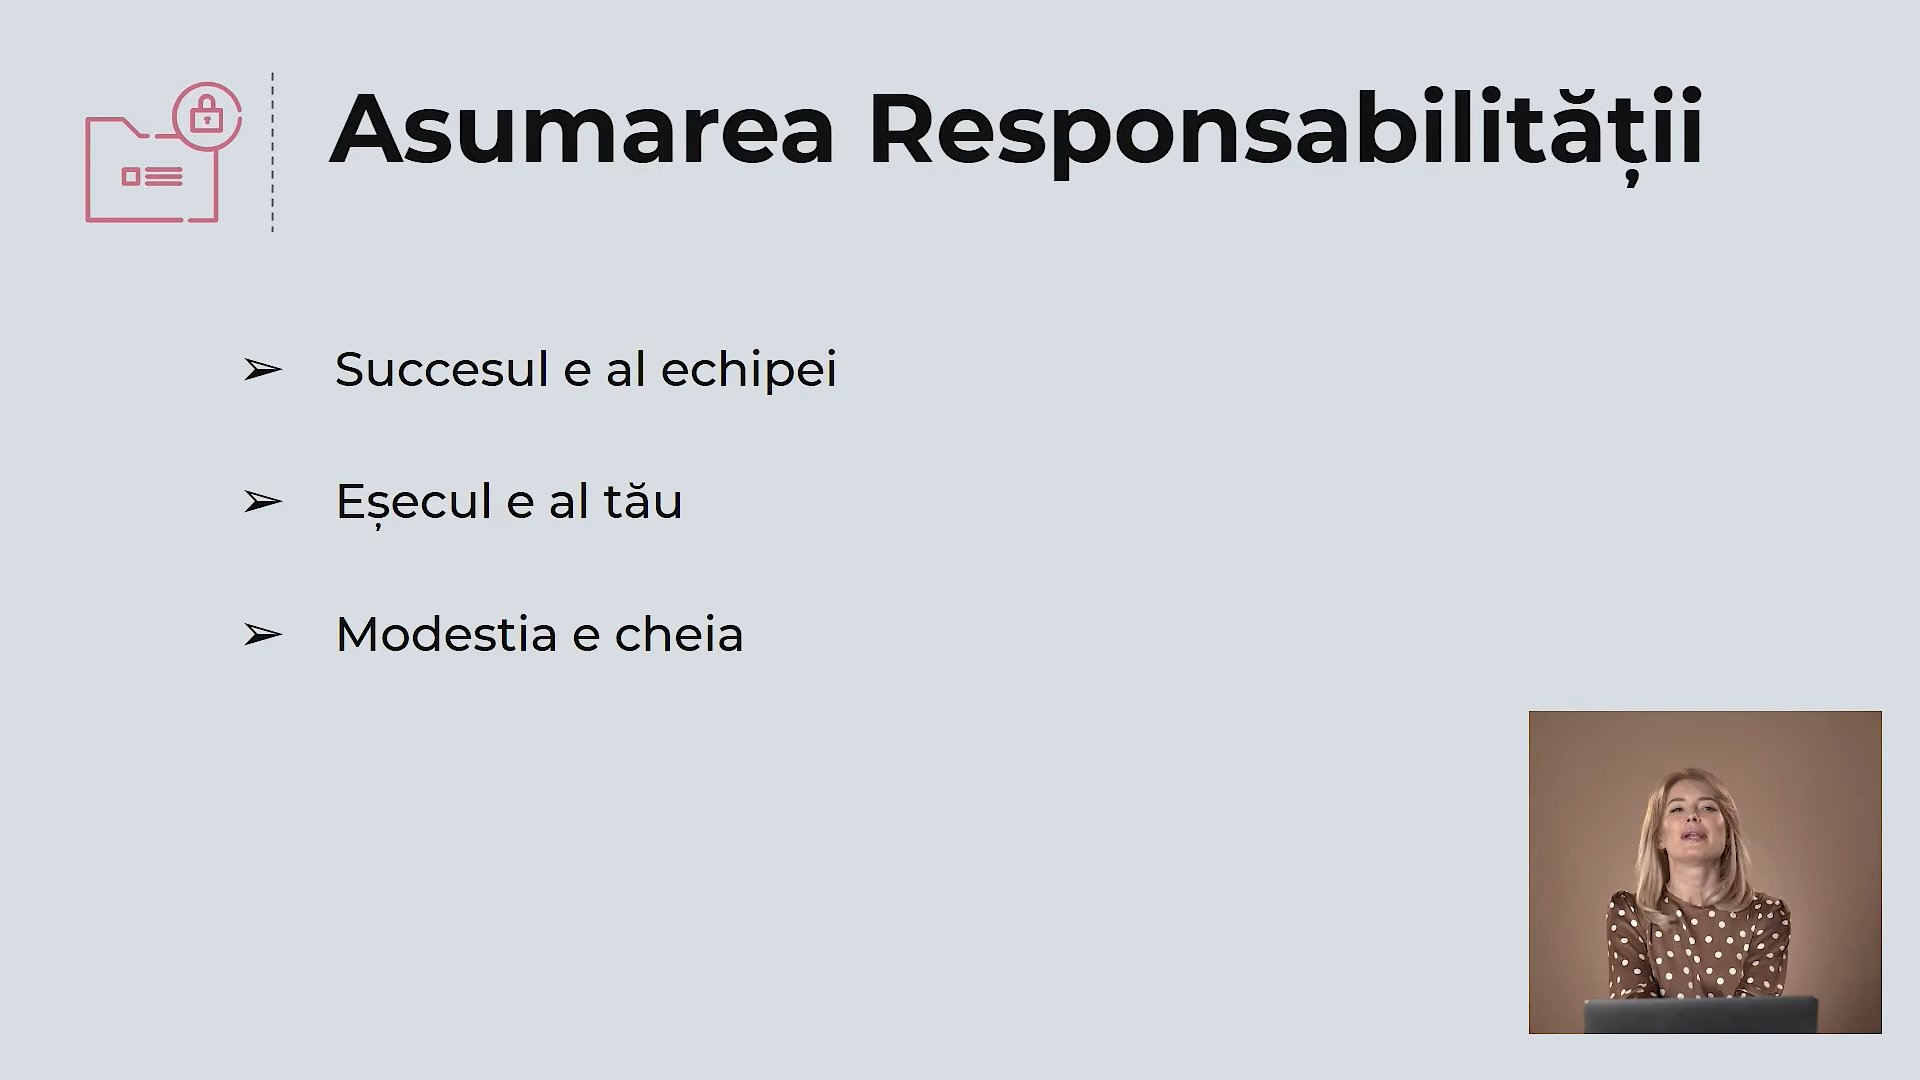 Asumarea Responsabilității
➢ Succesul e al echipei
➢ Eșecul e al tău
➢ Modestia e cheia